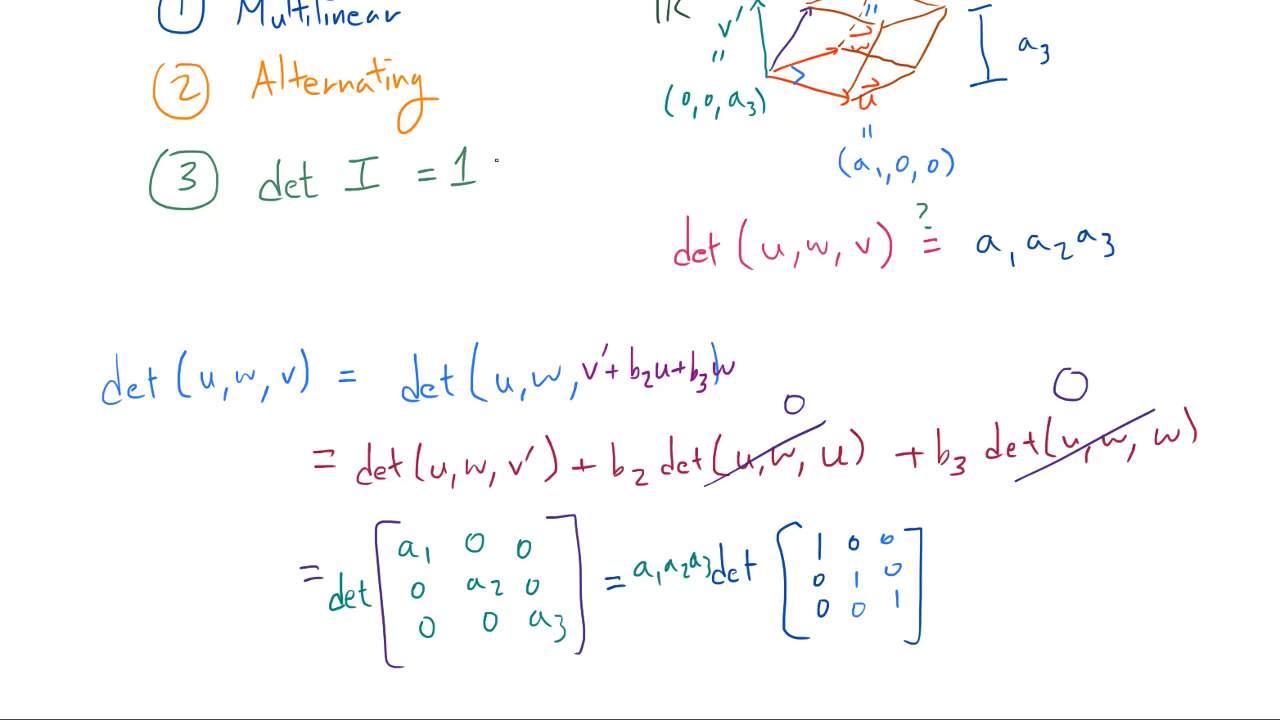 ① Multilinear
② Alternating
③ det I = 1
ℝ
v'
"
(0,0,a₃)
"
w
u
"
(a₁,0,0)
a₃
det(u,w,v) ≟ a₁a₂a₃
det(u,w,v) = det(u,w,v'+b₂u+b₃w)
0 0
= det(u,w,v') + b₂ det(u,w,u) + b₃ det(u,w,w)
= det [a₁ 0 0 = a₁a₂a₃ det [1 0 0
0 a₂ 0 0 1 0
0 0 a₃] 0 0 1]